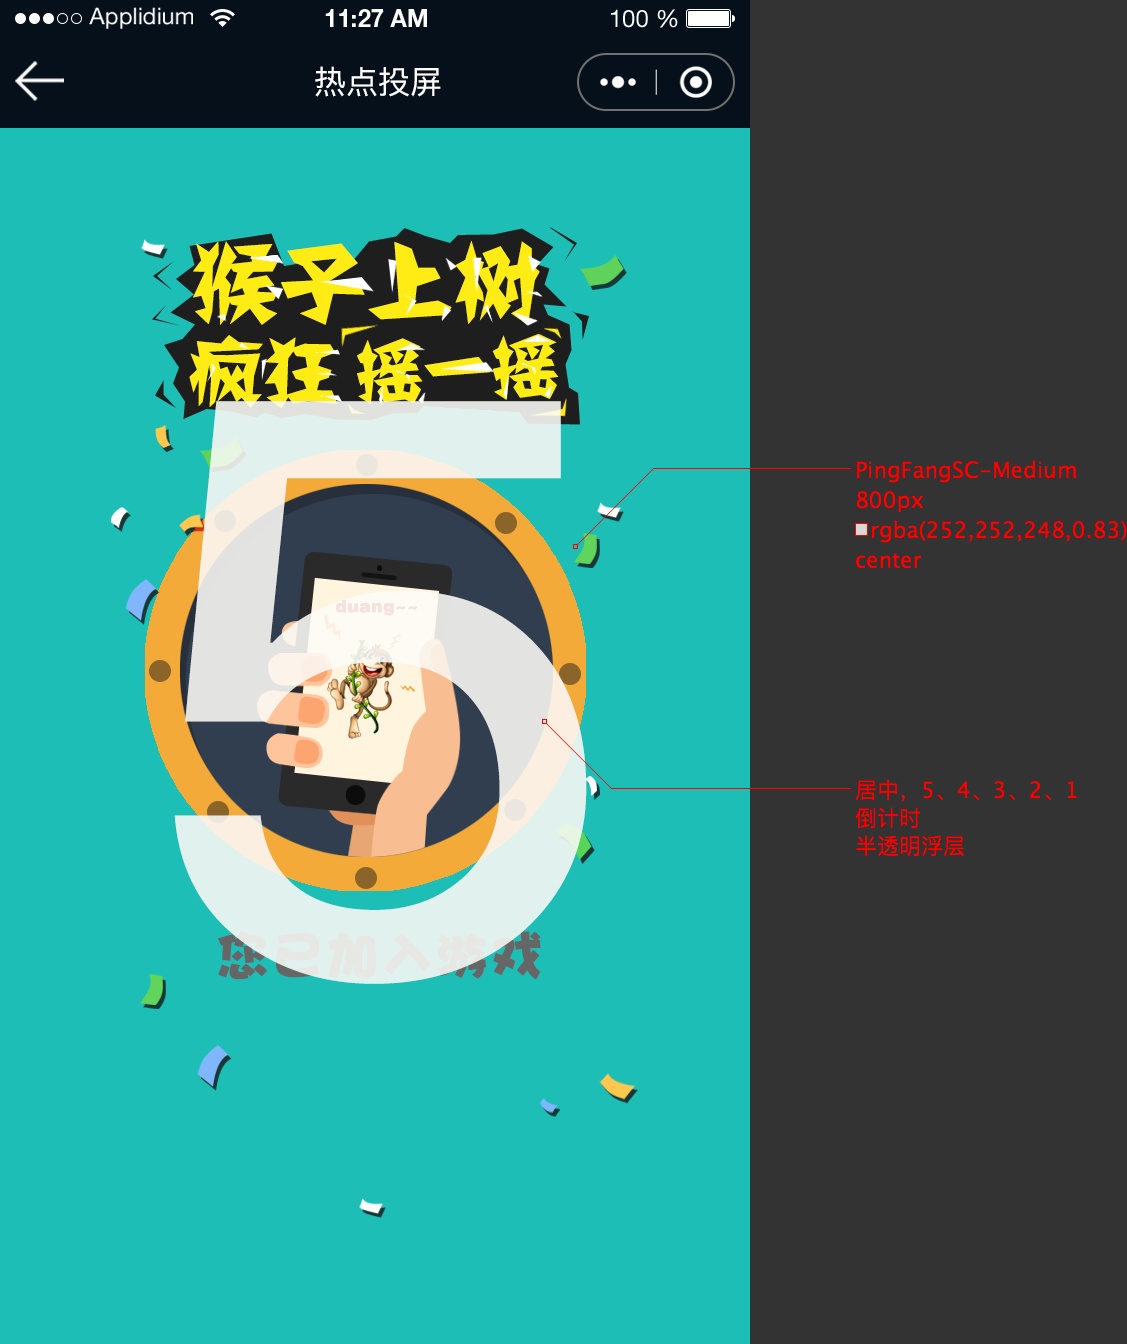 Applidium 11:27 AM 100 %
热点投屏
猴子上树
疯狂 摇一摇
5
duang~~
您已加入游戏
PingFangSC-Medium
800px
rgba(252,252,248,0.83)
center
居中，5、4、3、2、1
倒计时
半透明浮层